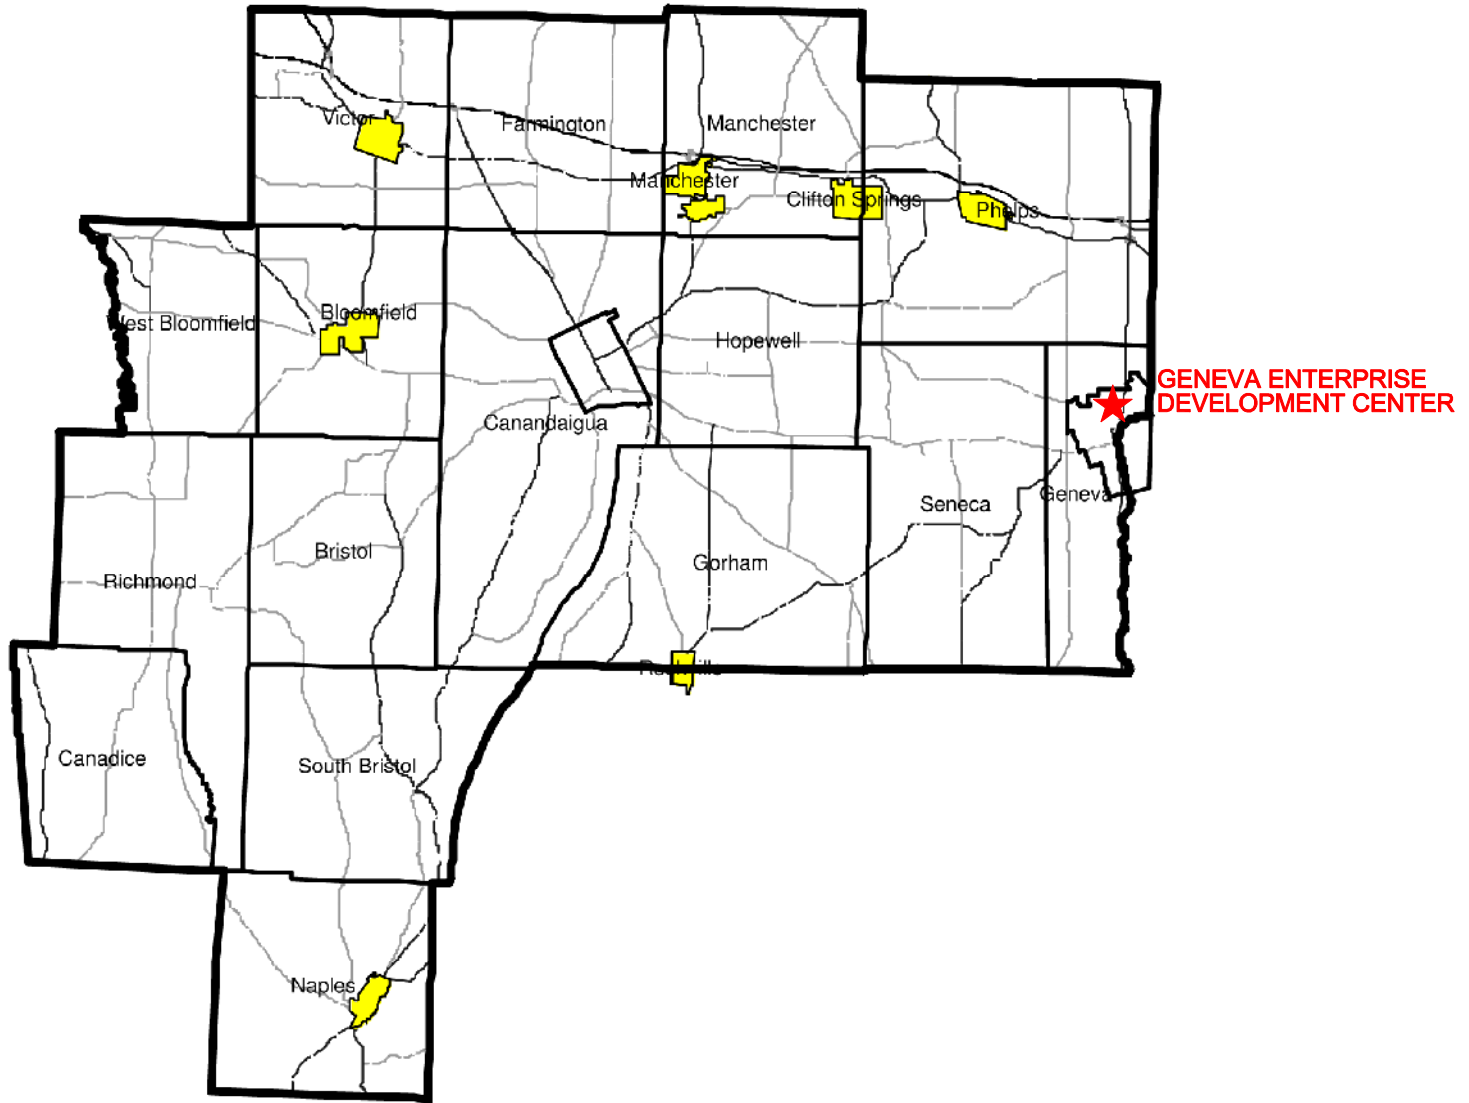 Victor
Farmington
Manchester
Manchester
Clifton Springs
Phelps
West Bloomfield
Bloomfield
Hopewell
GENEVA ENTERPRISE
DEVELOPMENT CENTER
Canandaigua
Geneva
Seneca
Bristol
Gorham
Richmond
Rushville
Canadice
South Bristol
Naples